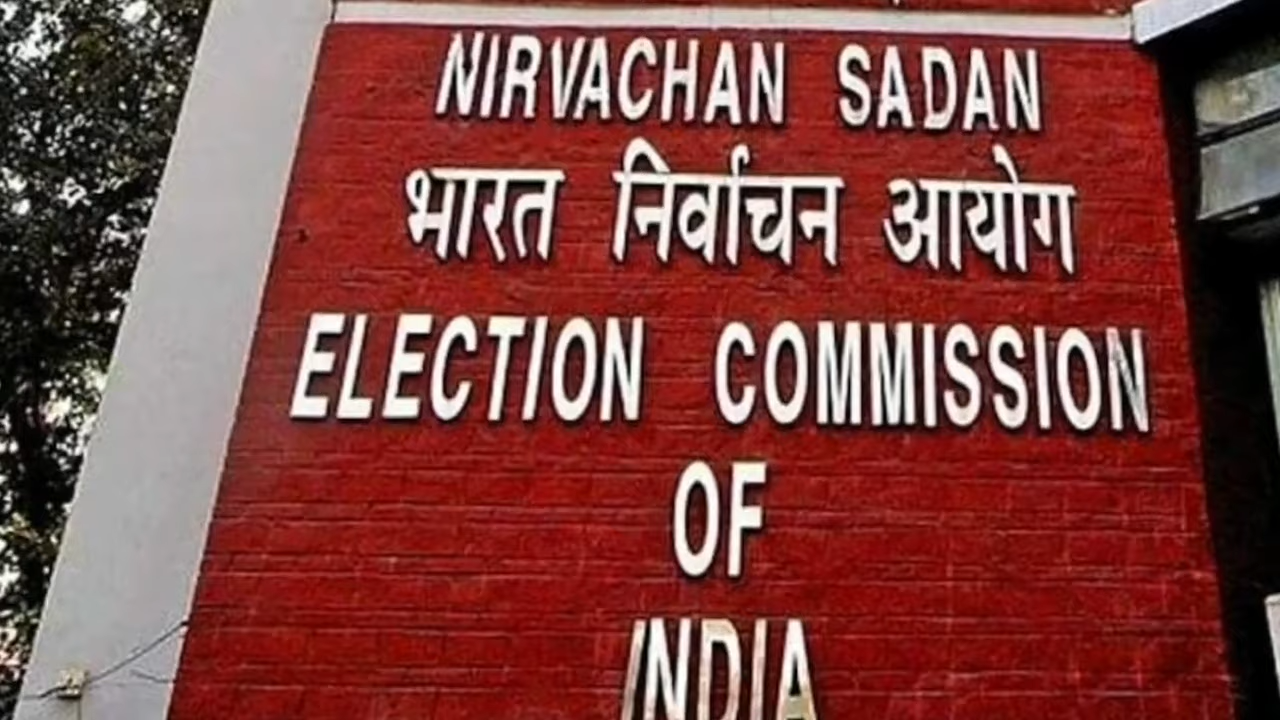 NIRVACHAN SADAN
भारत निर्वाचन आयोग
ELECTION COMMISSION
OF
INDIA